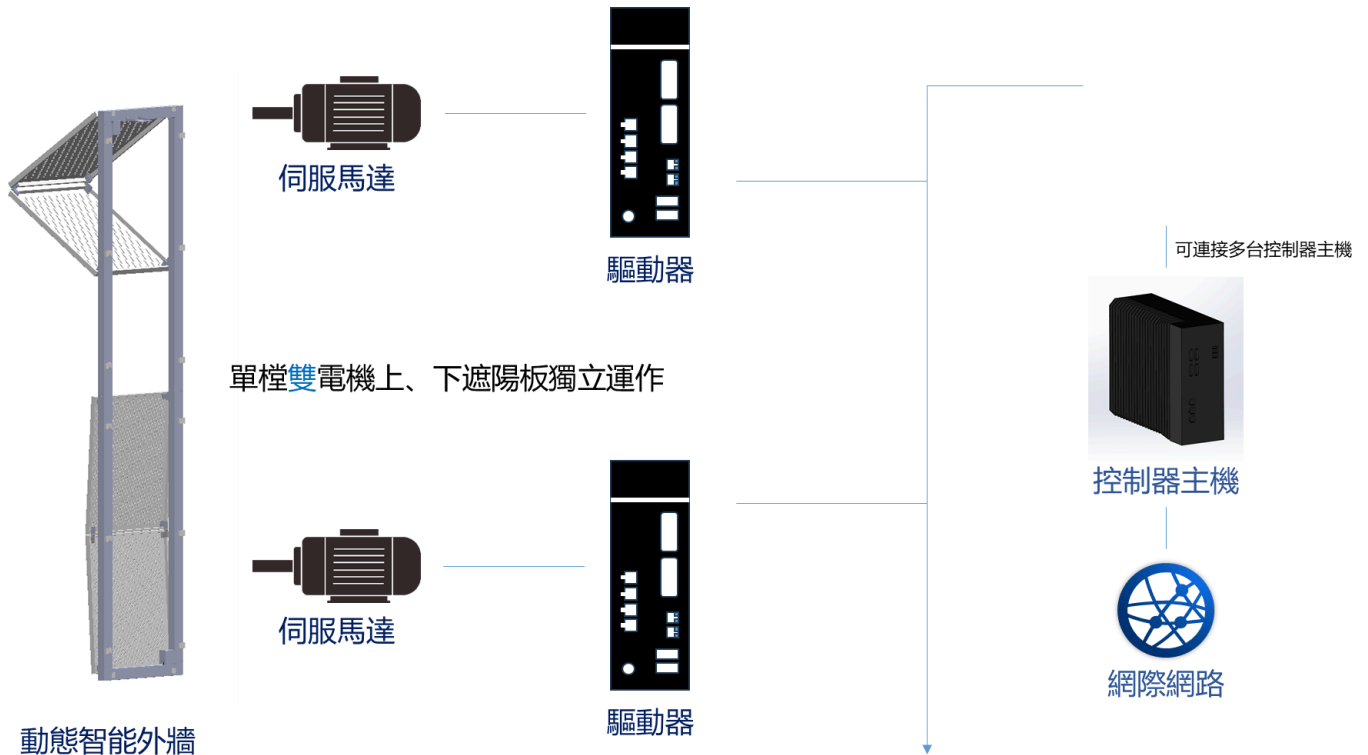 伺服馬達
驅動器
可連接多台控制器主機
單樘雙電機上、下遮陽板獨立運作
控制器主機
伺服馬達
驅動器
網際網路
動態智能外牆